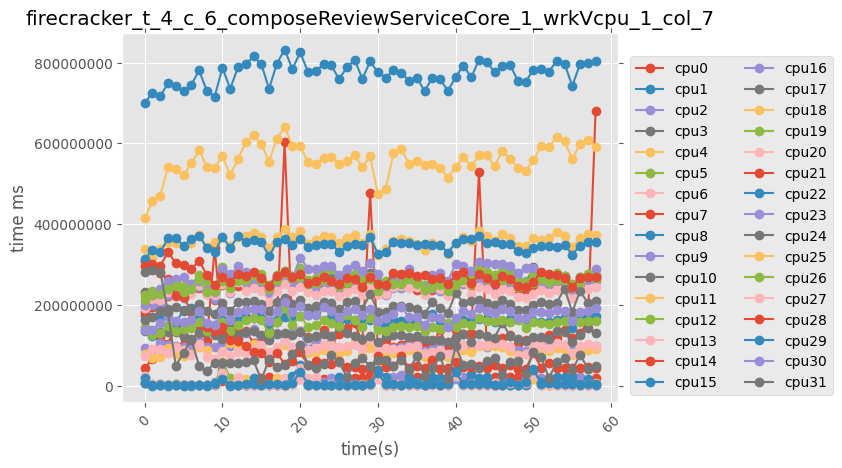 firecracker_t_4_c_6_composeReviewServiceCore_1_wrkVcpu_1_col_7
800000000
600000000
400000000
200000000
0
time ms
0
10
20
30
40
50
60
time(s)
cpu0
cpu1
cpu2
cpu3
cpu4
cpu5
cpu6
cpu7
cpu8
cpu9
cpu10
cpu11
cpu12
cpu13
cpu14
cpu15
cpu16
cpu17
cpu18
cpu19
cpu20
cpu21
cpu22
cpu23
cpu24
cpu25
cpu26
cpu27
cpu28
cpu29
cpu30
cpu31